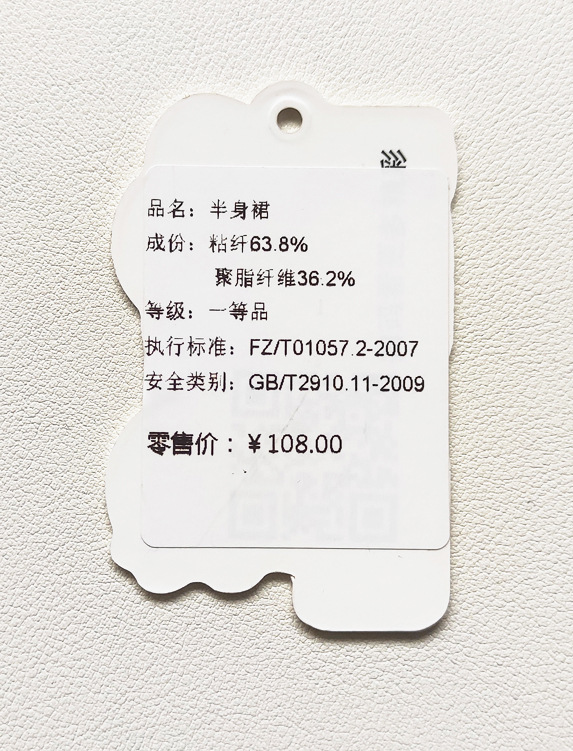 品名：半身裙
成份：粘纤63.8%
聚脂纤维36.2%
等级：一等品
执行标准：FZ/T01057.2-2007
安全类别：GB/T2910.11-2009
零售价：￥108.00